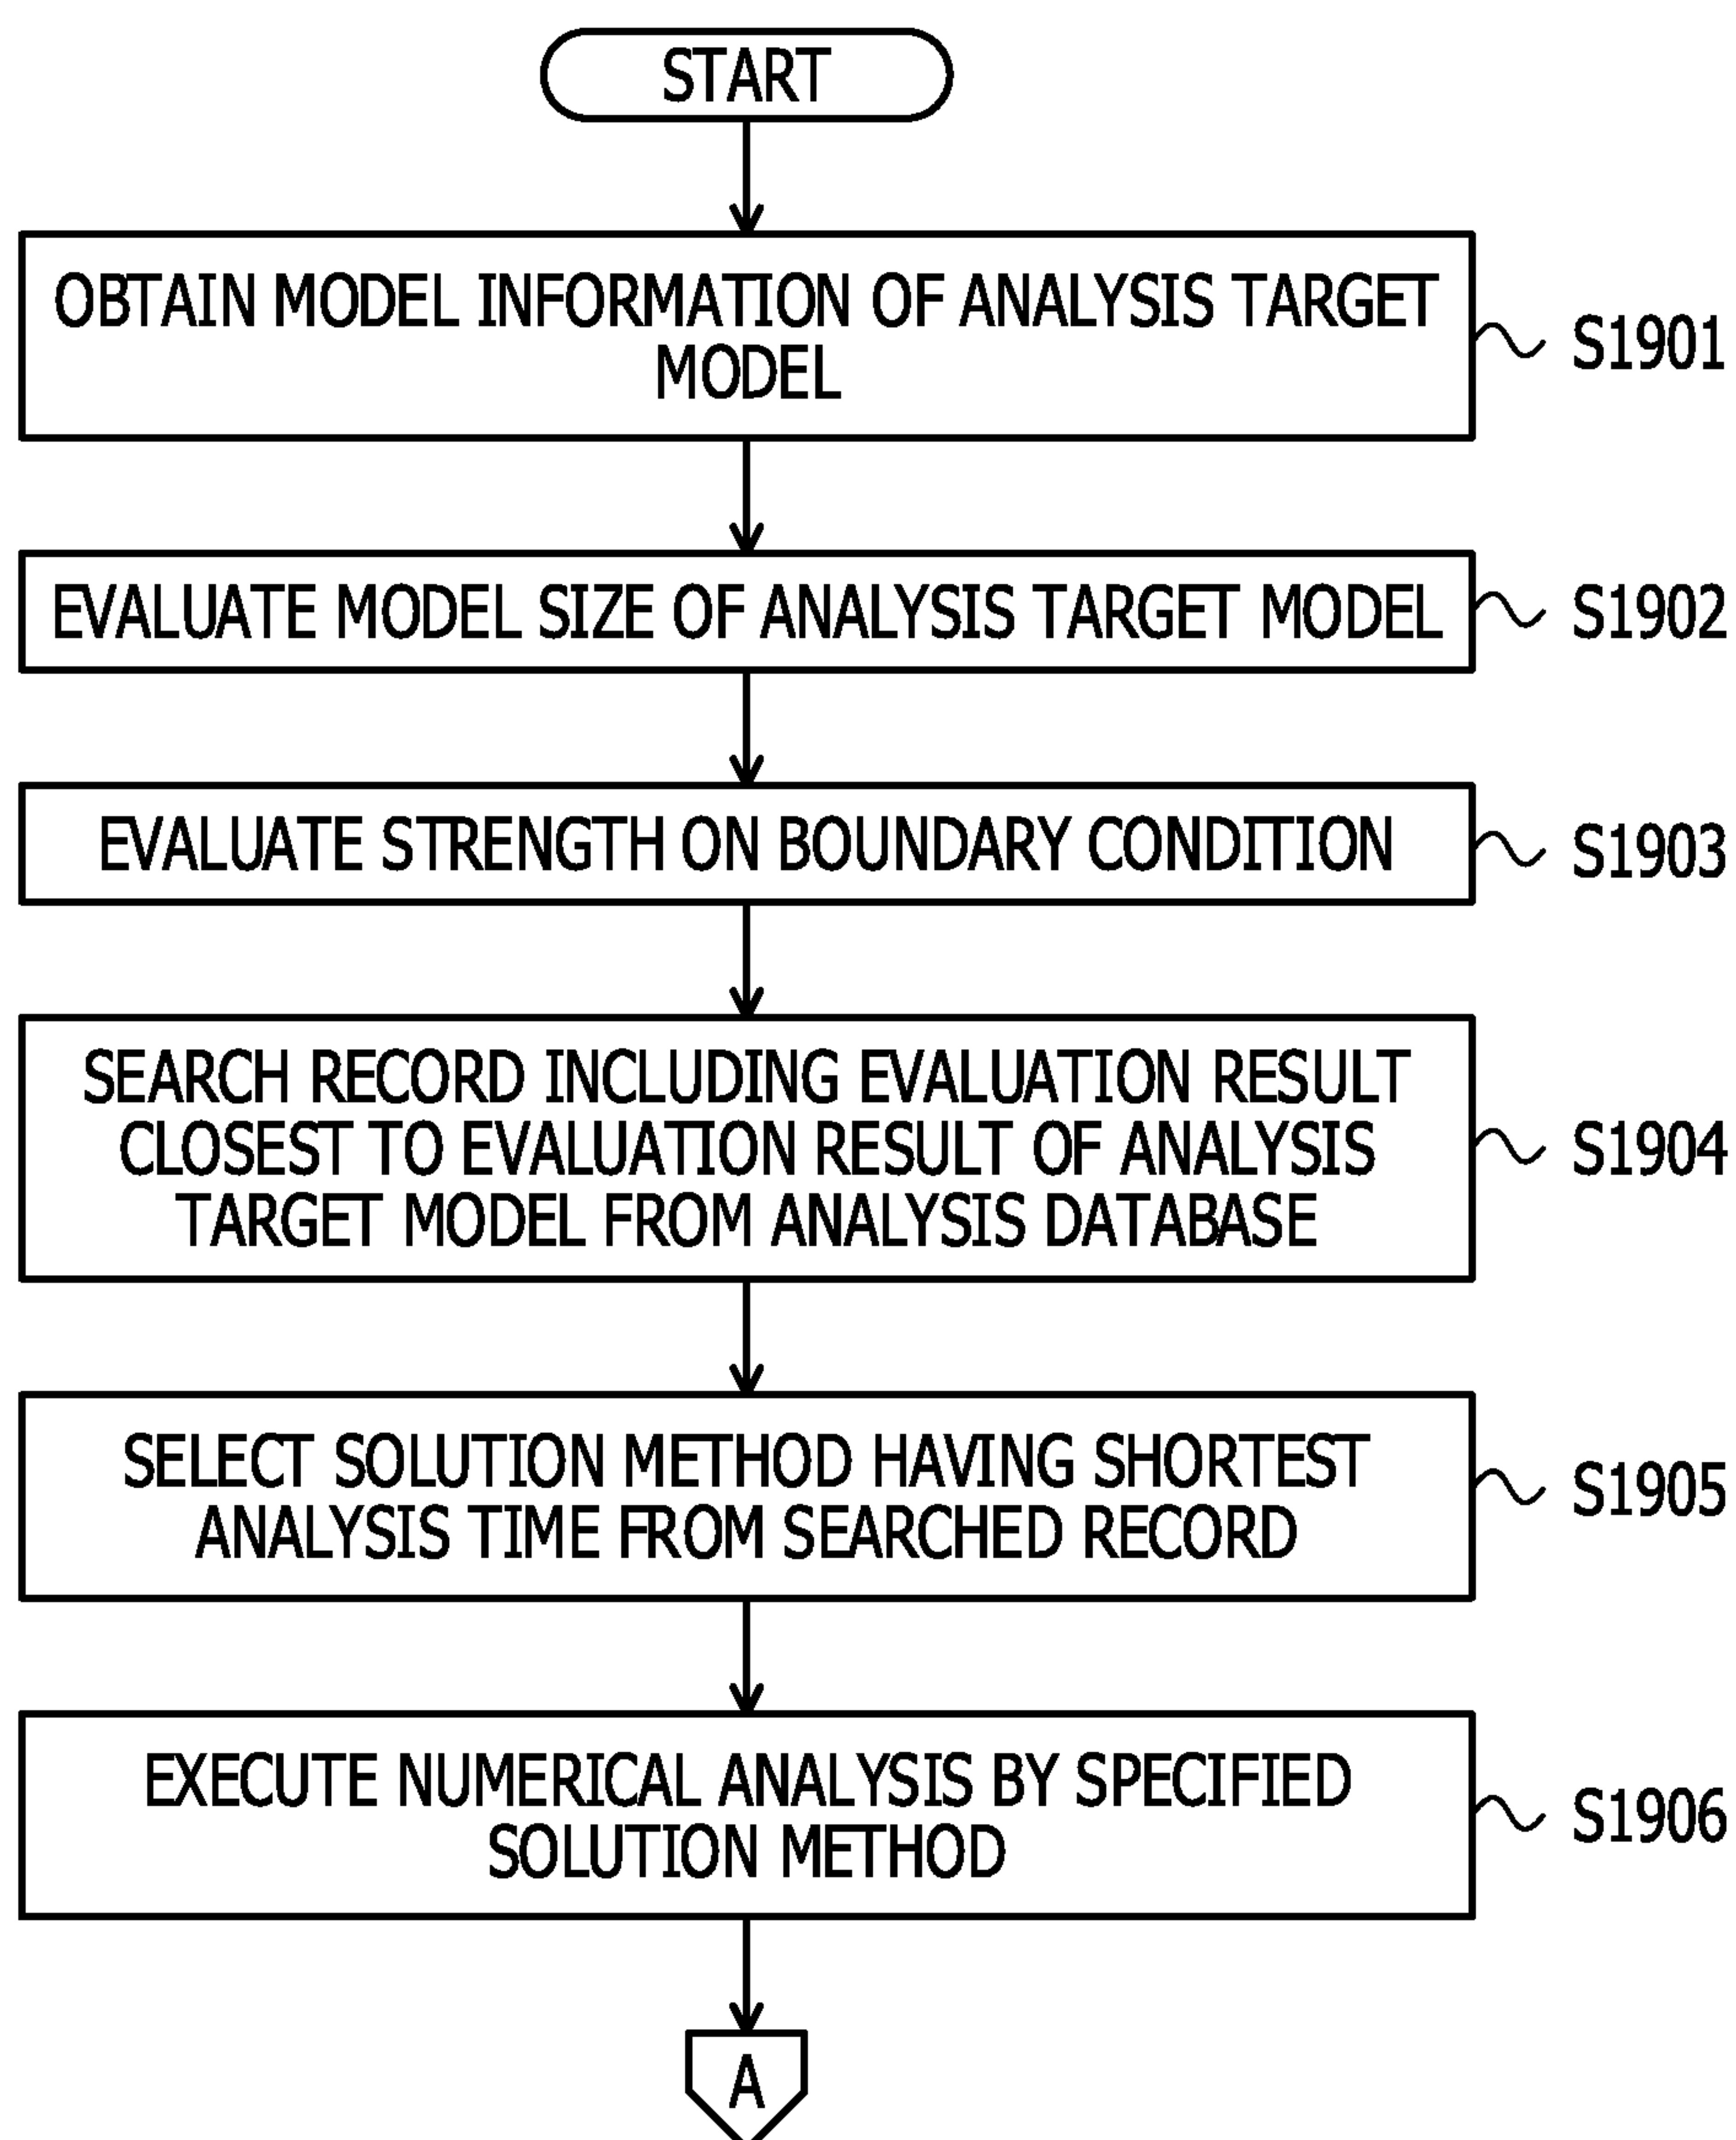 START
OBTAIN MODEL INFORMATION OF ANALYSIS TARGET
MODEL
S1901
EVALUATE MODEL SIZE OF ANALYSIS TARGET MODEL
S1902
EVALUATE STRENGTH ON BOUNDARY CONDITION
S1903
SEARCH RECORD INCLUDING EVALUATION RESULT
CLOSEST TO EVALUATION RESULT OF ANALYSIS
TARGET MODEL FROM ANALYSIS DATABASE
S1904
SELECT SOLUTION METHOD HAVING SHORTEST
ANALYSIS TIME FROM SEARCHED RECORD
S1905
EXECUTE NUMERICAL ANALYSIS BY SPECIFIED
SOLUTION METHOD
S1906
A